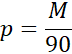 p = M/90